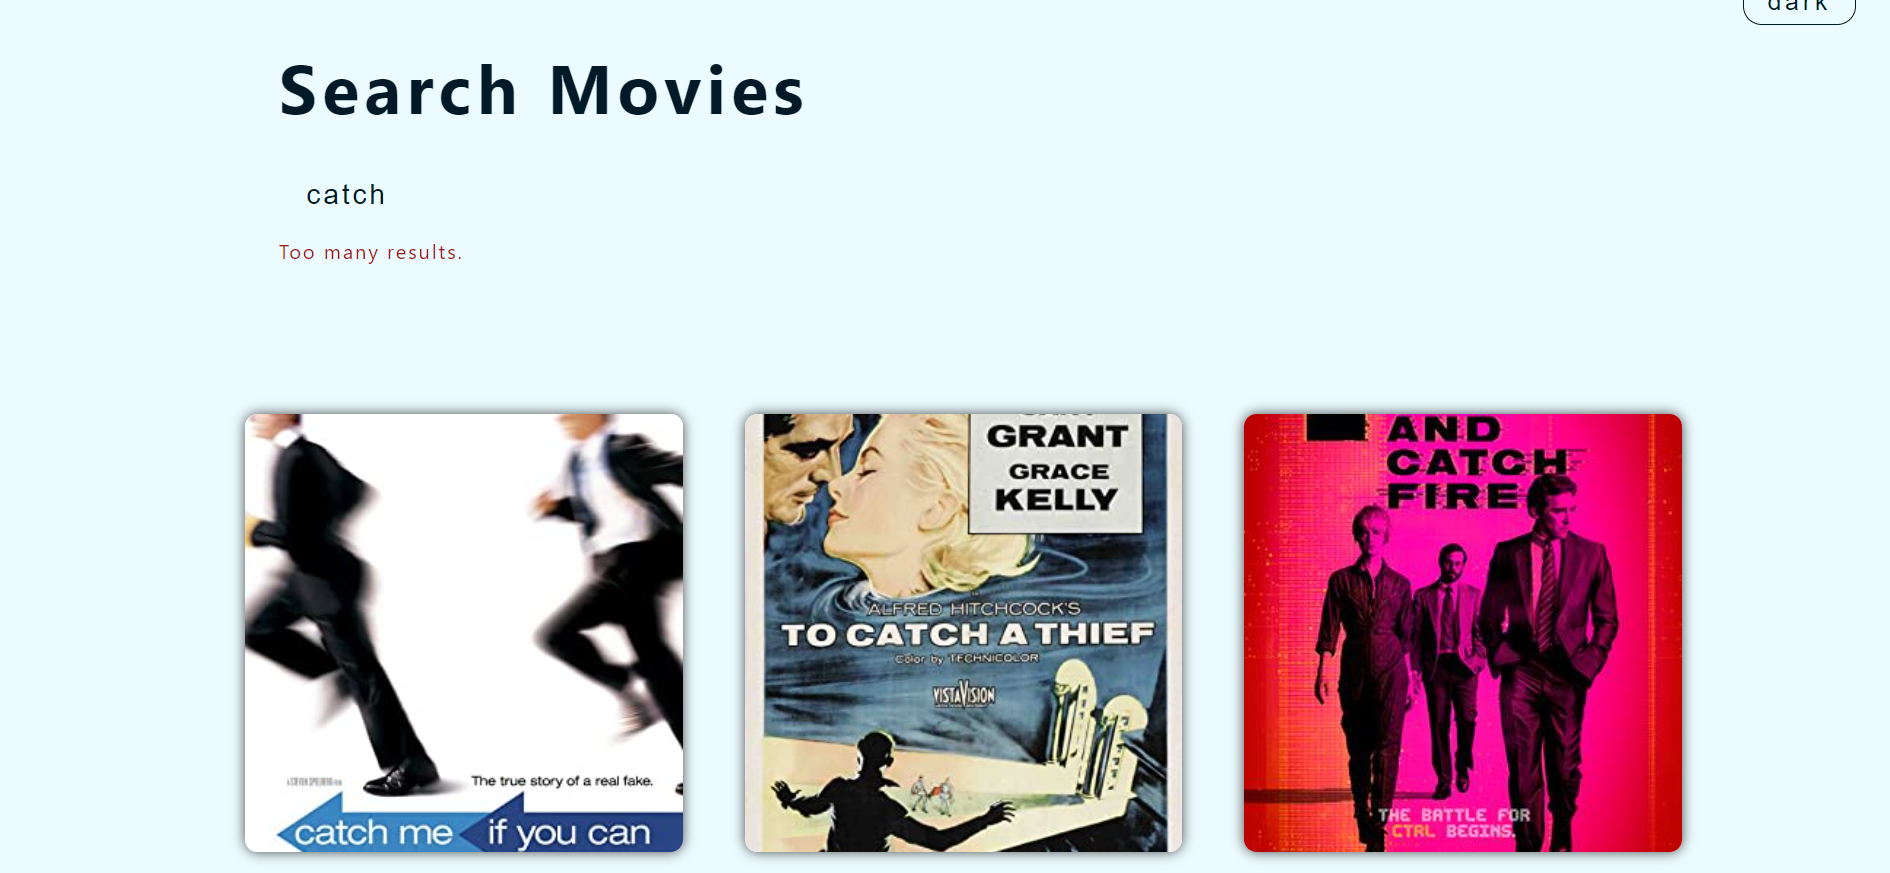 dark
Search Movies
catch
Too many results.
The true story of a real fake.
catch me if you can
GRANT
GRACE
KELLY
ALFRED HITCHCOCK'S
TO CATCH A THIEF
Color by TECHNICOLOR
VISTAVISION
AND
CATCH
FIRE
THE BATTLE FOR
CTRL BEGINS.